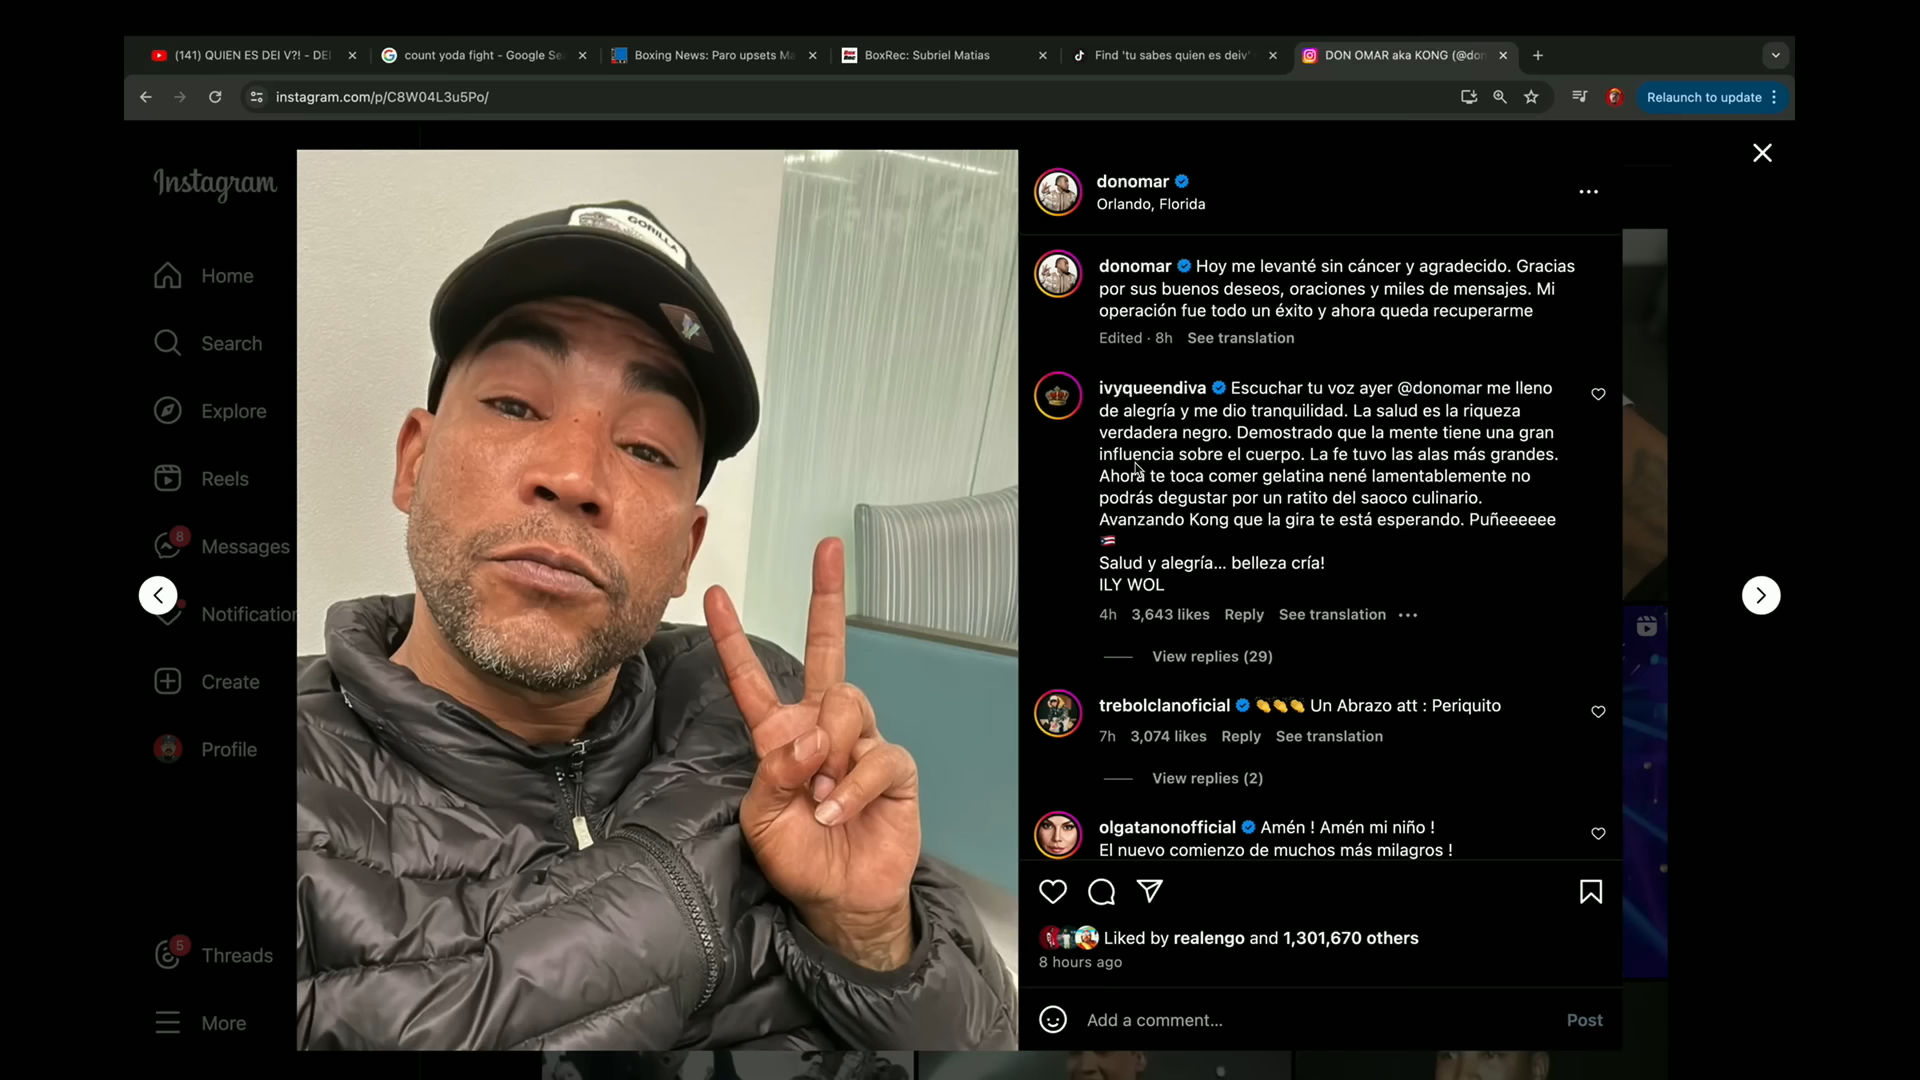 (141) QUIEN ES DEI V?! - DEI
count yoda fight - Google Se
Boxing News: Paro upsets Ma
BoxRec: Subriel Matias
Find 'tu sabes quien es deiv'
DON OMAR aka KONG (@don
instagram.com/p/C8W04L3u5Po/
Relaunch to update
Instagram
Home
Search
Explore
Reels
8
Messages
Notification
Create
Profile
5
Threads
More
GORILLA
donomar
Orlando, Florida
donomar Hoy me levanté sin cáncer y agradecido. Gracias
por sus buenos deseos, oraciones y miles de mensajes. Mi
operación fue todo un éxito y ahora queda recuperarme
Edited · 8h See translation
ivyqueendiva Escuchar tu voz ayer @donomar me lleno
de alegría y me dio tranquilidad. La salud es la riqueza
verdadera negro. Demostrado que la mente tiene una gran
influencia sobre el cuerpo. La fe tuvo las alas más grandes.
Ahora te toca comer gelatina nené lamentablemente no
podrás degustar por un ratito del saoco culinario.
Avanzando Kong que la gira te está esperando. Puñeeeeee
🇵🇷
Salud y alegría... belleza cría!
ILY WOL
4h 3,643 likes Reply See translation
View replies (29)
trebolclanoficial 👏👏👏 Un Abrazo att : Periquito
7h 3,074 likes Reply See translation
View replies (2)
olgatanonofficial Amén ! Amén mi niño !
El nuevo comienzo de muchos más milagros !
Liked by realengo and 1,301,670 others
8 hours ago
Add a comment...
Post